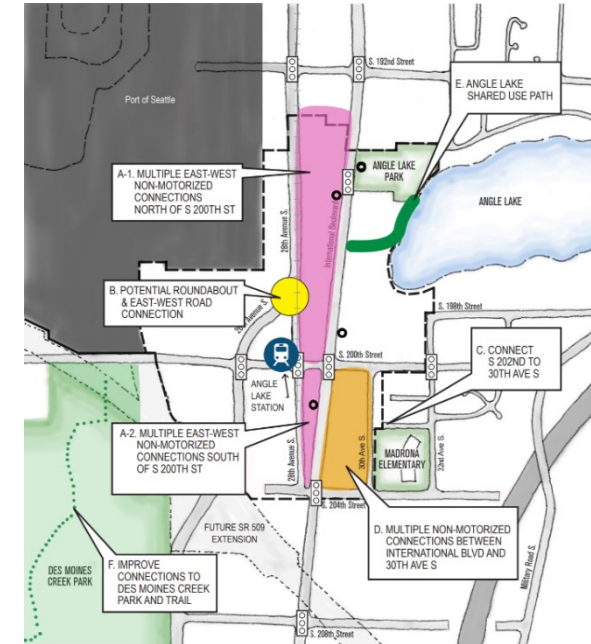 S. 192nd Street
E. ANGLE LAKE
SHARED USE PATH
Port of Seattle
A-1. MULTIPLE EAST-WEST
NON-MOTORIZED
CONNECTIONS
NORTH OF S 200TH ST
28th Avenue S.
International Boulevard
ANGLE LAKE
PARK
ANGLE LAKE
B. POTENTIAL ROUNDABOUT
& EAST-WEST ROAD
CONNECTION
S. 198th Street
S. 200th Street
ANGLE
LAKE
STATION
C. CONNECT
S 202ND TO
30TH AVE S
A-2. MULTIPLE EAST-WEST
NON-MOTORIZED
CONNECTIONS SOUTH
OF S 200TH ST
28th Avenue S.
30th Ave S.
MADRONA
ELEMENTARY
32nd Ave S.
Military Road S.
S. 204th Street
D. MULTIPLE NON-MOTORIZED
CONNECTIONS BETWEEN
INTERNATIONAL BLVD AND
30TH AVE S
FUTURE SR 509
EXTENSION
DES MOINES
CREEK PARK
F. IMPROVE
CONNECTIONS TO
DES MOINES CREEK
PARK AND TRAIL
S. 208th Street